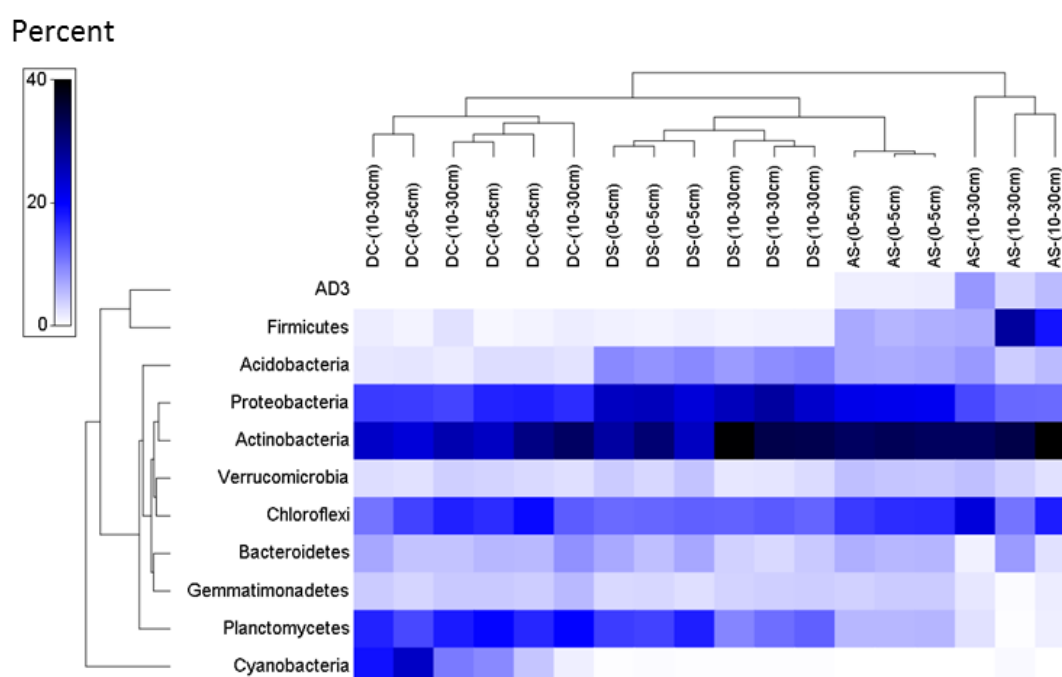 Percent
40
20
0
DC-(10-30cm)
DC-(0-5cm)
DC-(10-30cm)
DC-(0-5cm)
DC-(0-5cm)
DC-(10-30cm)
DS-(0-5cm)
DS-(0-5cm)
DS-(0-5cm)
DS-(10-30cm)
DS-(10-30cm)
DS-(10-30cm)
AS-(0-5cm)
AS-(0-5cm)
AS-(0-5cm)
AS-(10-30cm)
AS-(10-30cm)
AS-(10-30cm)
AD3
Firmicutes
Acidobacteria
Proteobacteria
Actinobacteria
Verrucomicrobia
Chloroflexi
Bacteroidetes
Gemmatimonadetes
Planctomycetes
Cyanobacteria